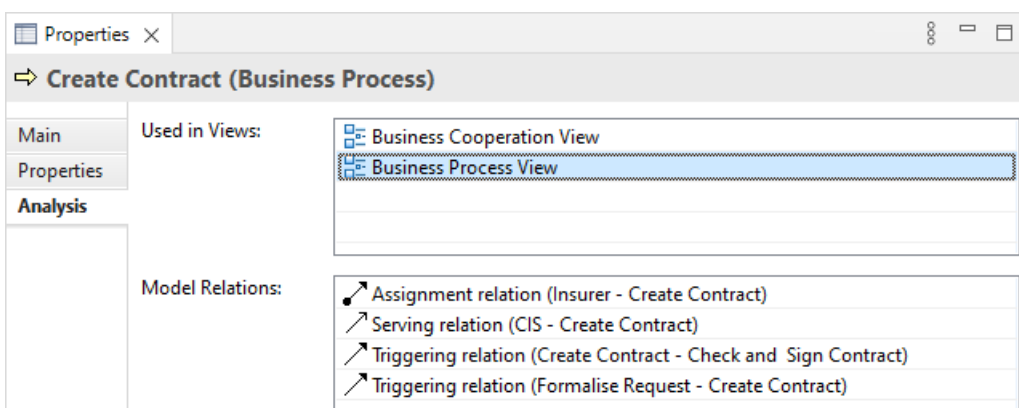 Properties
Create Contract (Business Process)
Main
Properties
Analysis
Used in Views:
Business Cooperation View
Business Process View
Model Relations:
Assignment relation (Insurer - Create Contract)
Serving relation (CIS - Create Contract)
Triggering relation (Create Contract - Check and  Sign Contract)
Triggering relation (Formalise Request - Create Contract)